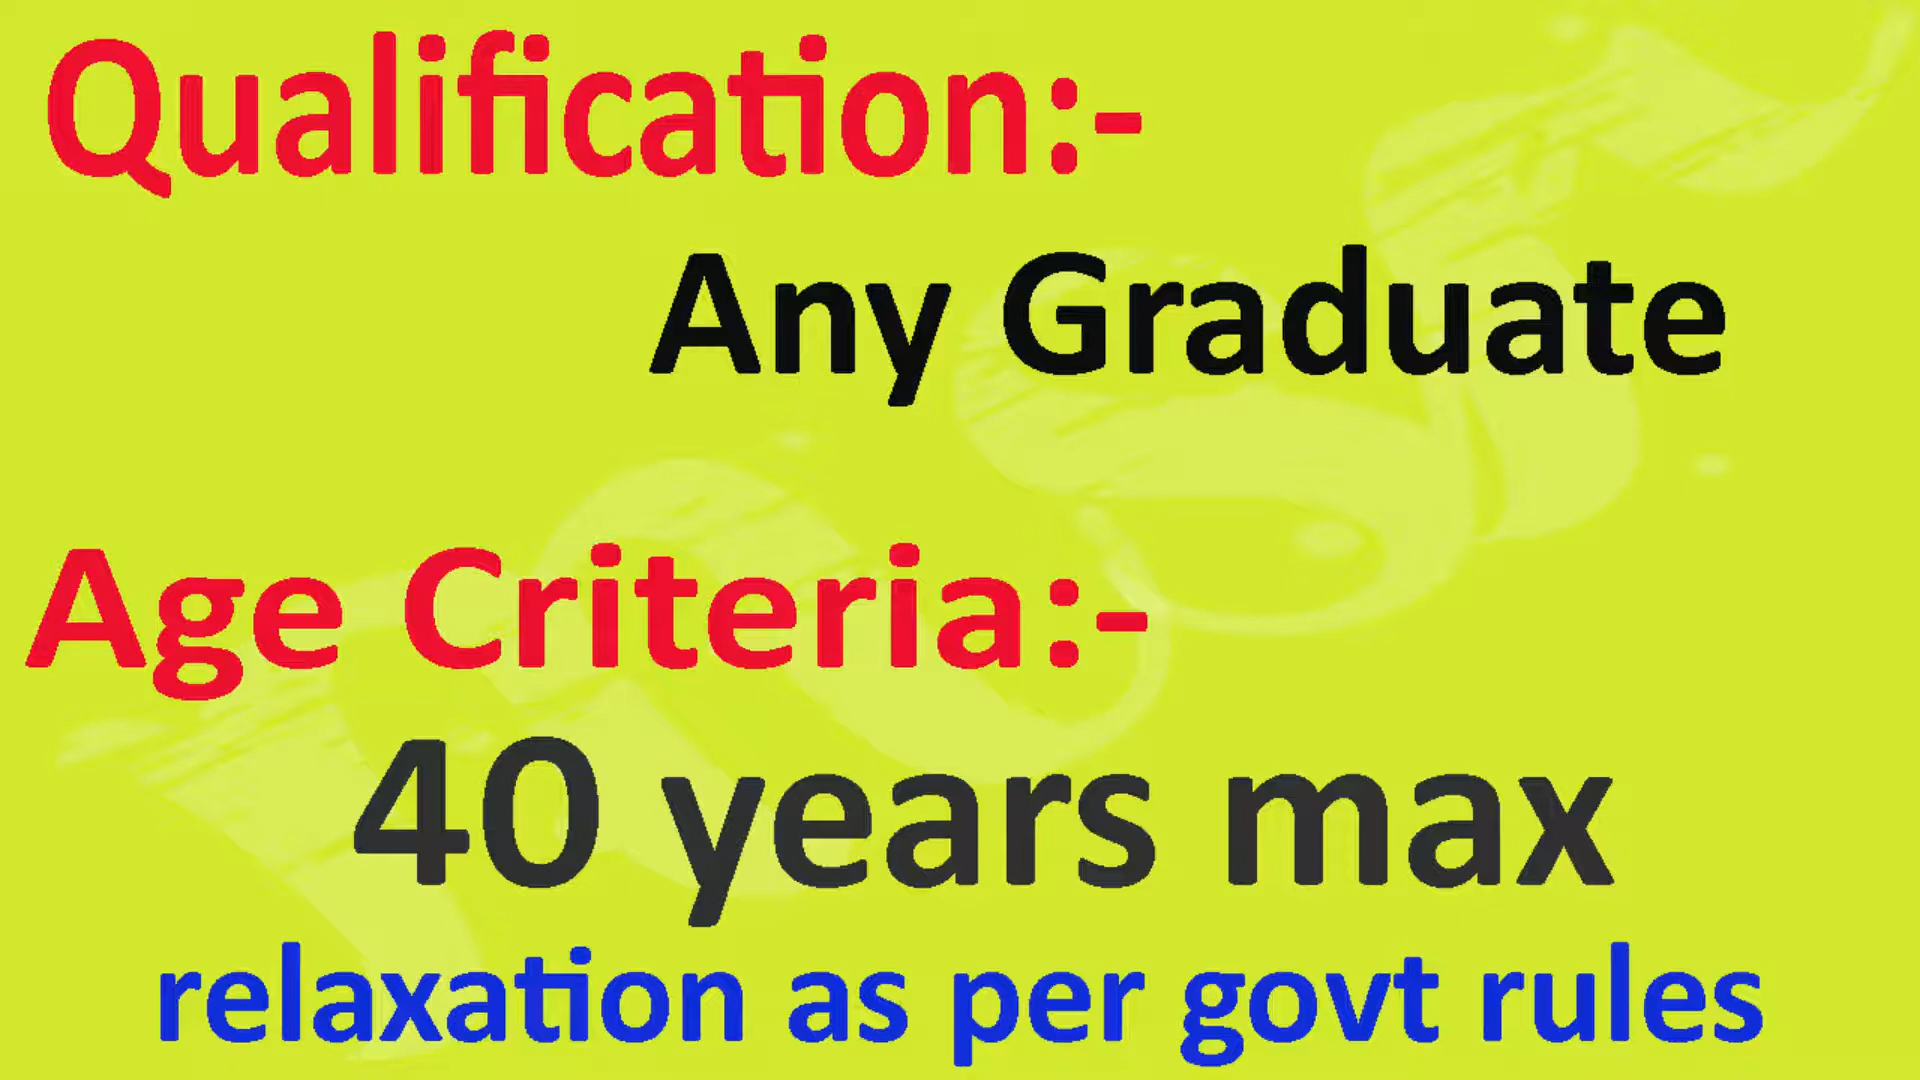 Qualification:-
Any Graduate
Age Criteria:-
40 years max
relaxation as per govt rules